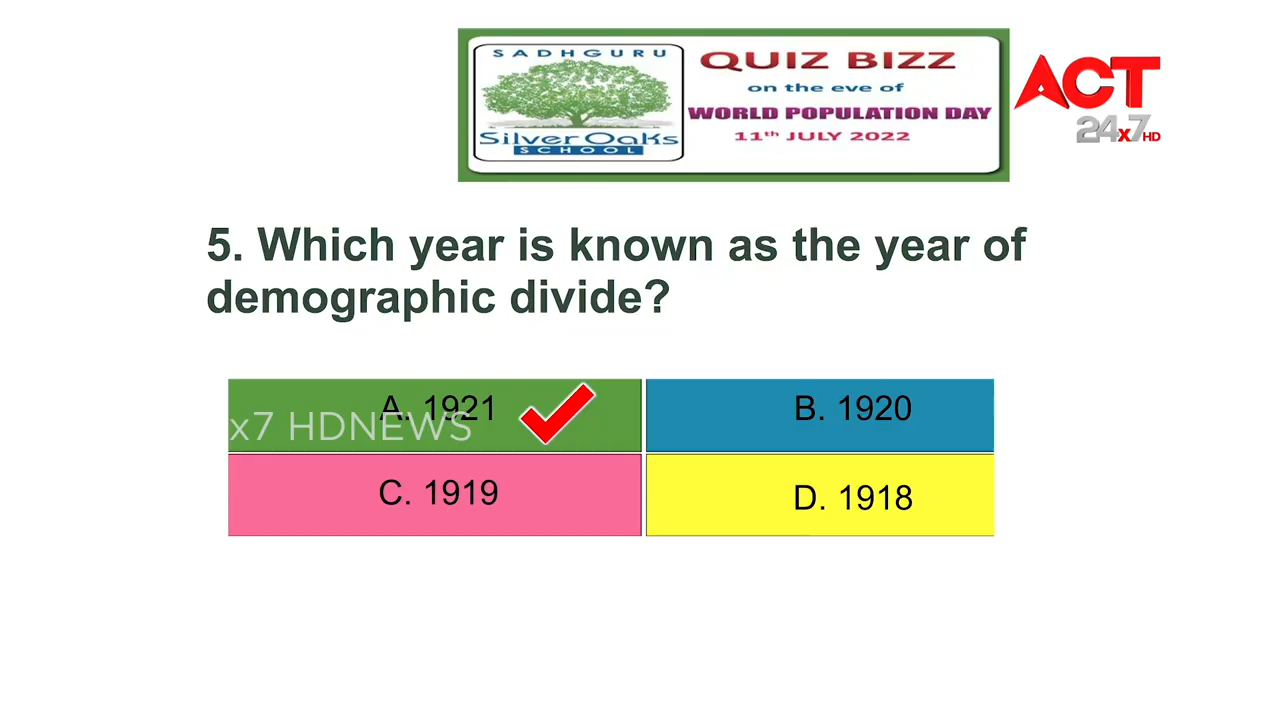 SADHGURU
Silver Oaks
SCHOOL
QUIZ BIZZ
on the eve of
WORLD POPULATION DAY
11th JULY 2022
ACT
24x7 HD
5. Which year is known as the year of
demographic divide?
A. 1921
x7 HDNEWS
B. 1920
C. 1919
D. 1918